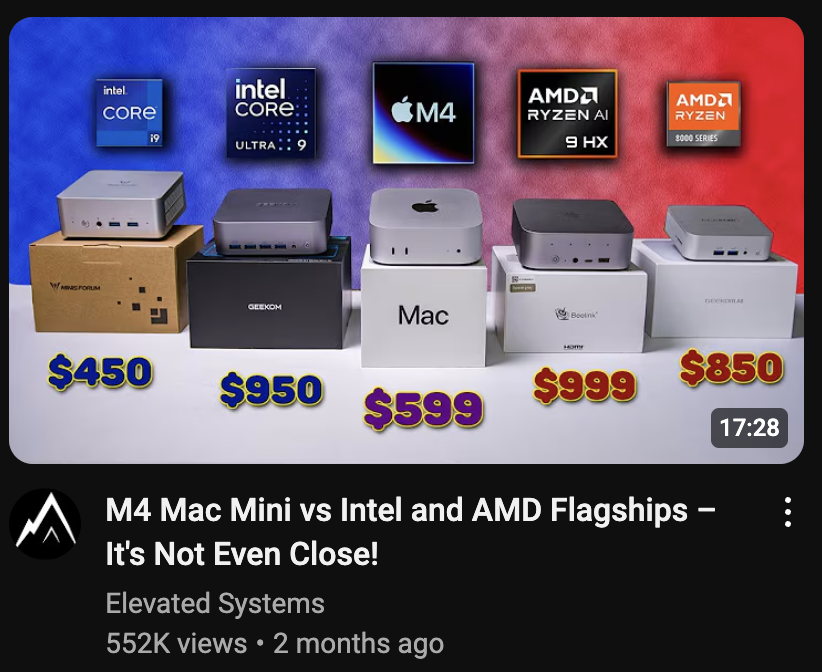 intel.
CORE
i9
intel
CORE
ULTRA 9
M4
AMD
RYZEN AI
9 HX
AMD
RYZEN
8000 SERIES
MINISFORUM
GEEKOM
Mac
Beelink
HDMI
GEEKOM
$450
$950
$599
$999
$850
17:28
M4 Mac Mini vs Intel and AMD Flagships –
It's Not Even Close!
Elevated Systems
552K views • 2 months ago